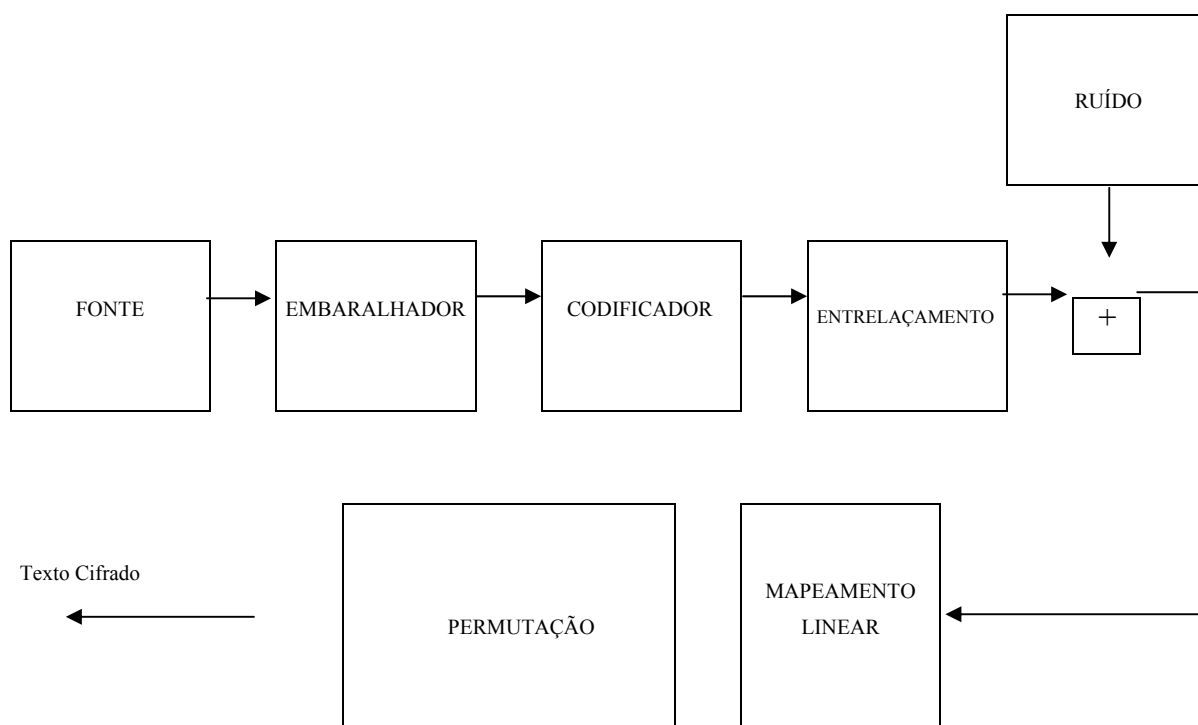 RUÍDO
FONTE
EMBARALHADOR
CODIFICADOR
ENTRELAÇAMENTO
+
Texto Cifrado
PERMUTAÇÃO
MAPEAMENTO
LINEAR